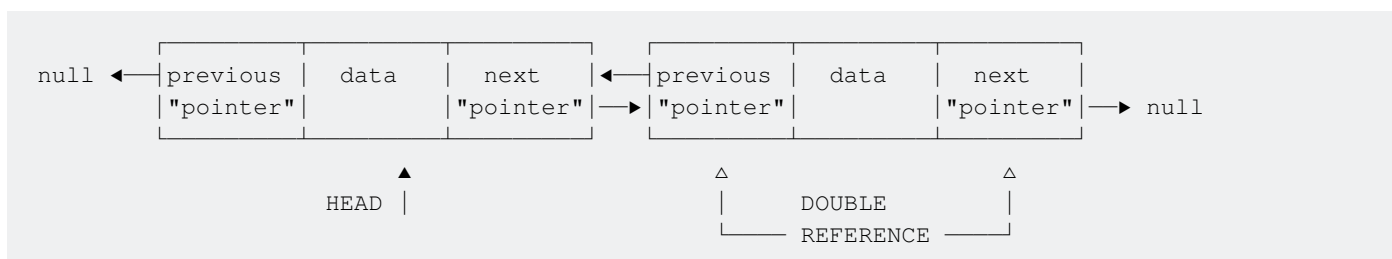 null previous data next previous data next
"pointer" "pointer" "pointer" "pointer" null
HEAD DOUBLE
REFERENCE